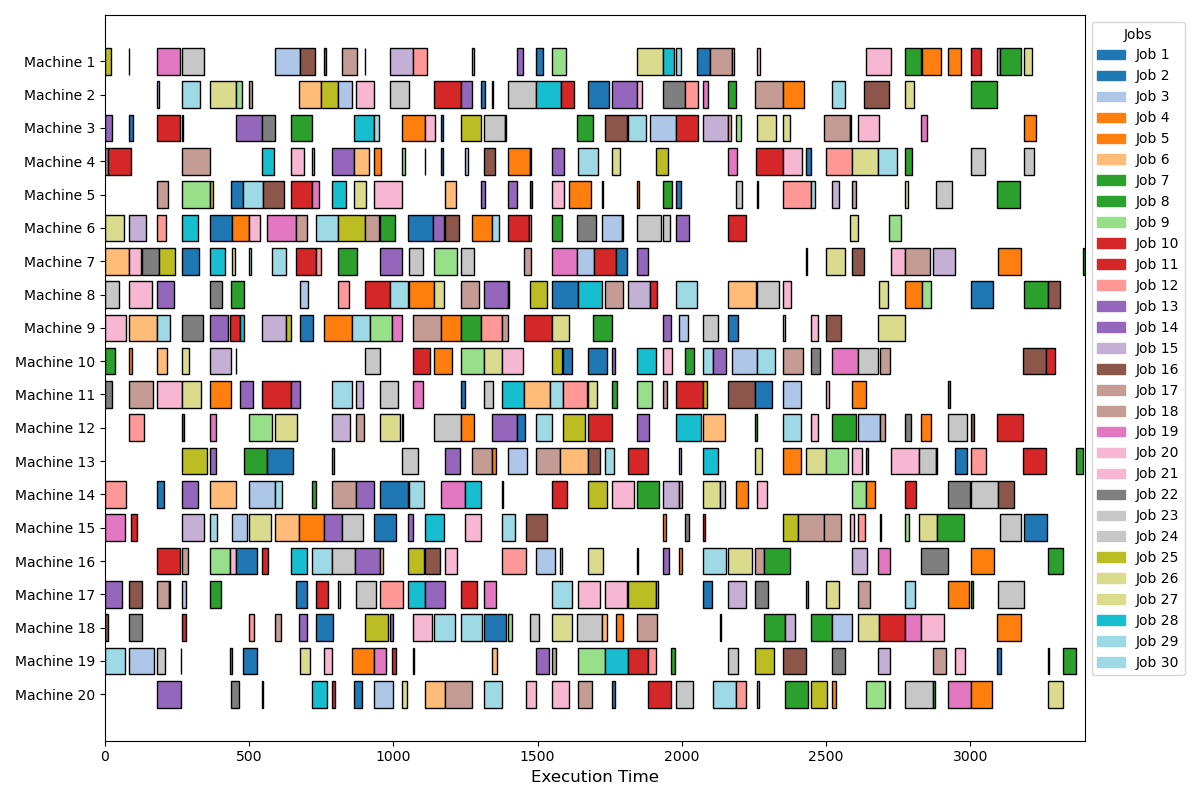 Machine 1
Machine 2
Machine 3
Machine 4
Machine 5
Machine 6
Machine 7
Machine 8
Machine 9
Machine 10
Machine 11
Machine 12
Machine 13
Machine 14
Machine 15
Machine 16
Machine 17
Machine 18
Machine 19
Machine 20
0 500 1000 1500 2000 2500 3000
Execution Time
Jobs
Job 1
Job 2
Job 3
Job 4
Job 5
Job 6
Job 7
Job 8
Job 9
Job 10
Job 11
Job 12
Job 13
Job 14
Job 15
Job 16
Job 17
Job 18
Job 19
Job 20
Job 21
Job 22
Job 23
Job 24
Job 25
Job 26
Job 27
Job 28
Job 29
Job 30